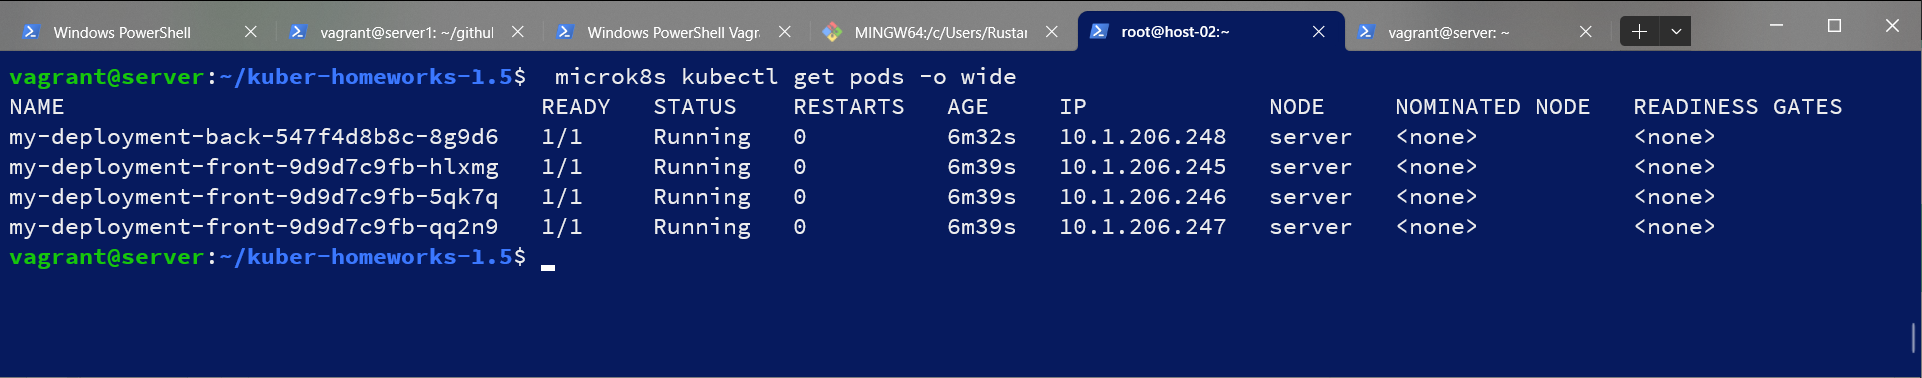 Windows PowerShell
vagrant@server1: ~/githul
Windows PowerShell Vagr
MINGW64:/c/Users/Rustan
root@host-02:~
vagrant@server: ~
vagrant@server:~/kuber-homeworks-1.5$  microk8s kubectl get pods -o wide
NAME READY STATUS RESTARTS AGE IP NODE NOMINATED NODE READINESS GATES
my-deployment-back-547f4d8b8c-8g9d6 1/1 Running 0 6m32s 10.1.206.248 server <none> <none>
my-deployment-front-9d9d7c9fb-hlxmg 1/1 Running 0 6m39s 10.1.206.245 server <none> <none>
my-deployment-front-9d9d7c9fb-5qk7q 1/1 Running 0 6m39s 10.1.206.246 server <none> <none>
my-deployment-front-9d9d7c9fb-qq2n9 1/1 Running 0 6m39s 10.1.206.247 server <none> <none>
vagrant@server:~/kuber-homeworks-1.5$